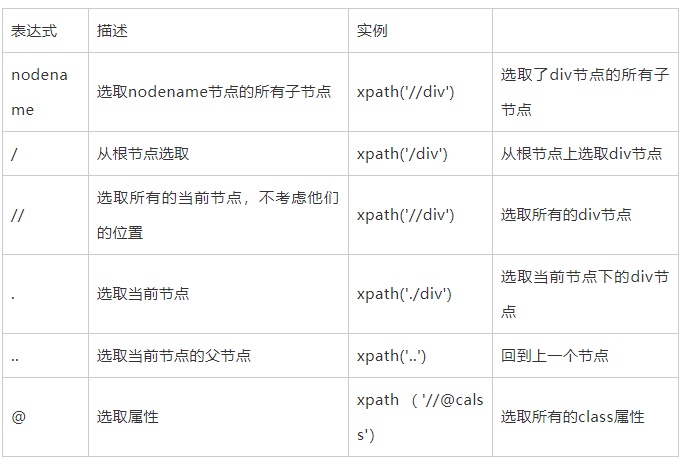 表达式 描述 实例
nodena
me
选取nodename节点的所有子节点
xpath('//div')
选取了div节点的所有子
节点
/ 从根节点选取 xpath('/div') 从根节点上选取div节点
//
选取所有的当前节点，不考虑他们
的位置
xpath('//div')
选取所有的div节点
. 选取当前节点 xpath('./div')
选取当前节点下的div节
点
.. 选取当前节点的父节点 xpath('..') 回到上一个节点
@ 选取属性
xpath （'//@cals
s'）
选取所有的class属性